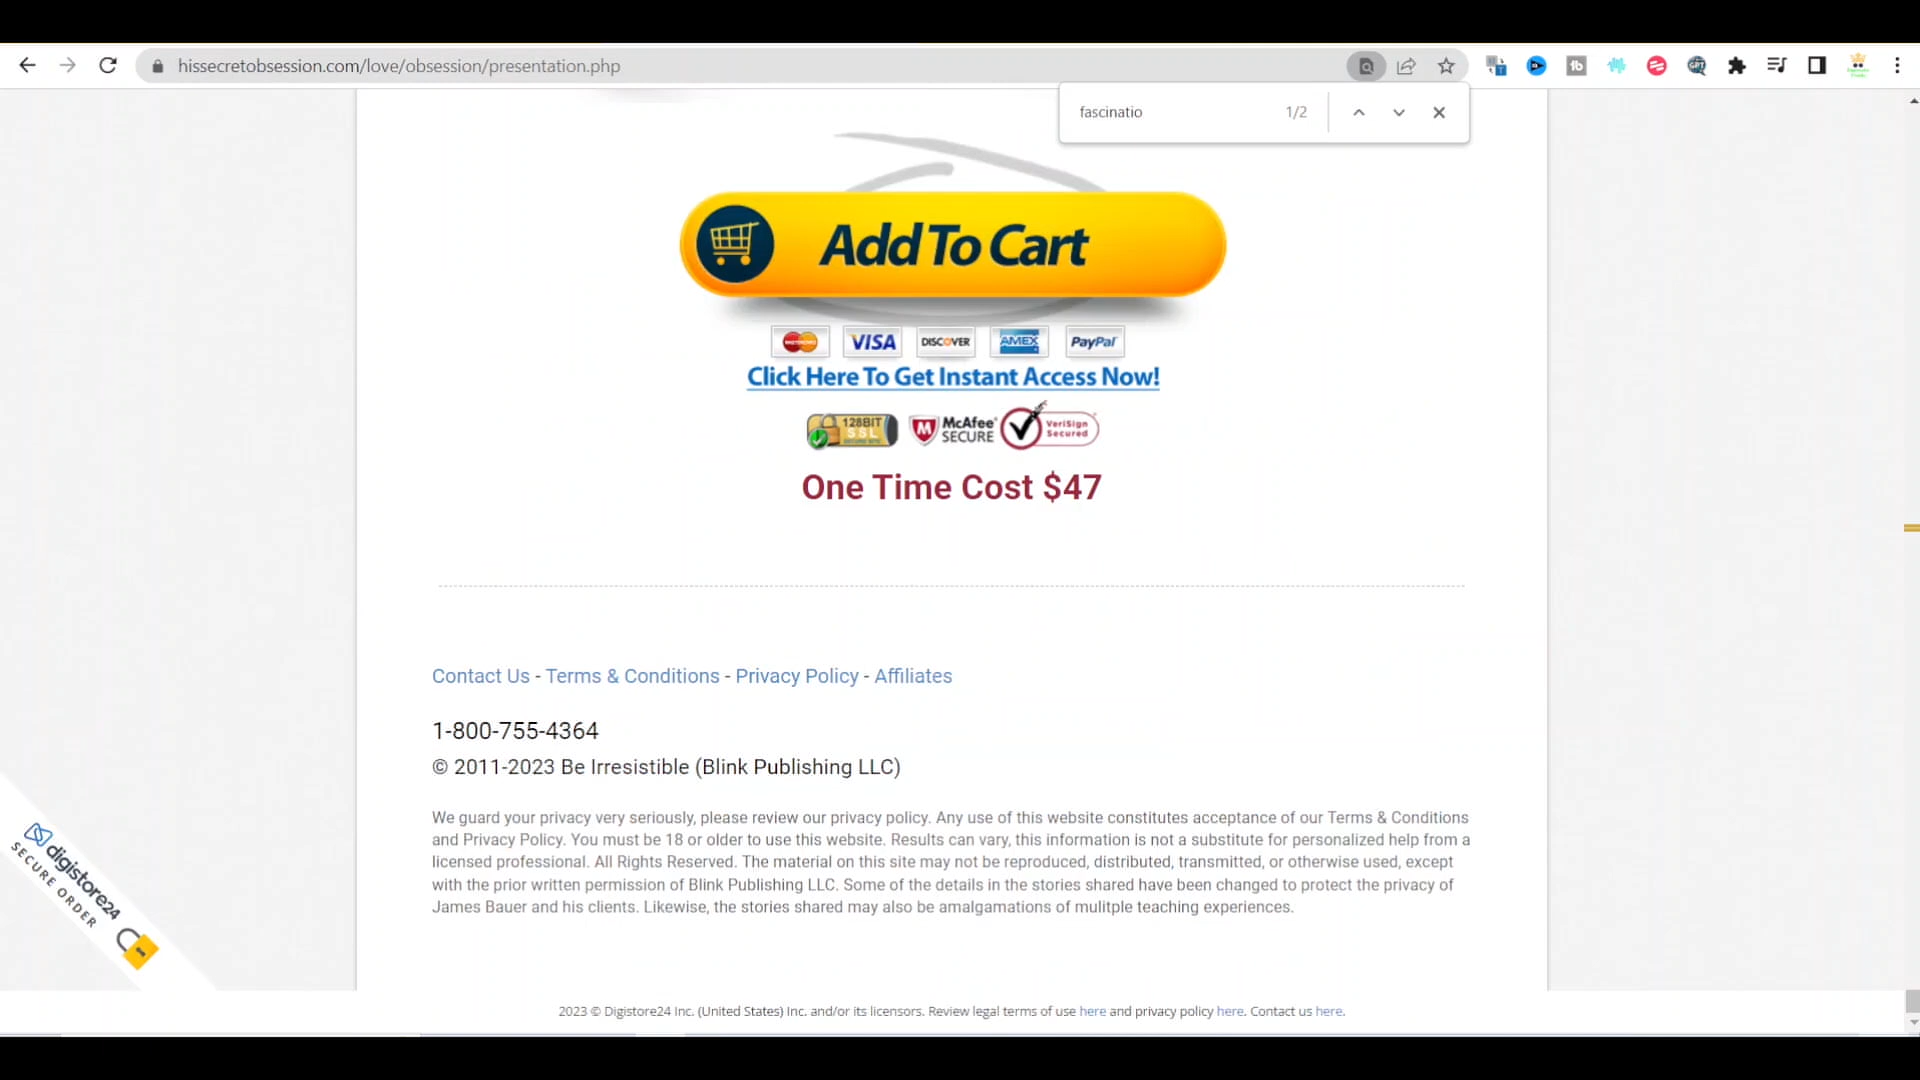 hissecretobsession.com/love/obsession/presentation.php
fascinatio 1/2
Add To Cart
VISA DISCOVER AMEX PayPal
Click Here To Get Instant Access Now!
128BIT SSL McAfee SECURE VeriSign Secured
One Time Cost $47
Contact Us - Terms & Conditions - Privacy Policy - Affiliates
1-800-755-4364
© 2011-2023 Be Irresistible (Blink Publishing LLC)
We guard your privacy very seriously, please review our privacy policy. Any use of this website constitutes acceptance of our Terms & Conditions
and Privacy Policy. You must be 18 or older to use this website. Results can vary, this information is not a substitute for personalized help from a
licensed professional. All Rights Reserved. The material on this site may not be reproduced, distributed, transmitted, or otherwise used, except
with the prior written permission of Blink Publishing LLC. Some of the details in the stories shared have been changed to protect the privacy of
James Bauer and his clients. Likewise, the stories shared may also be amalgamations of mulitple teaching experiences.
digistore24
SECURE ORDER
2023 © Digistore24 Inc. (United States) Inc. and/or its licensors. Review legal terms of use here and privacy policy here. Contact us here.